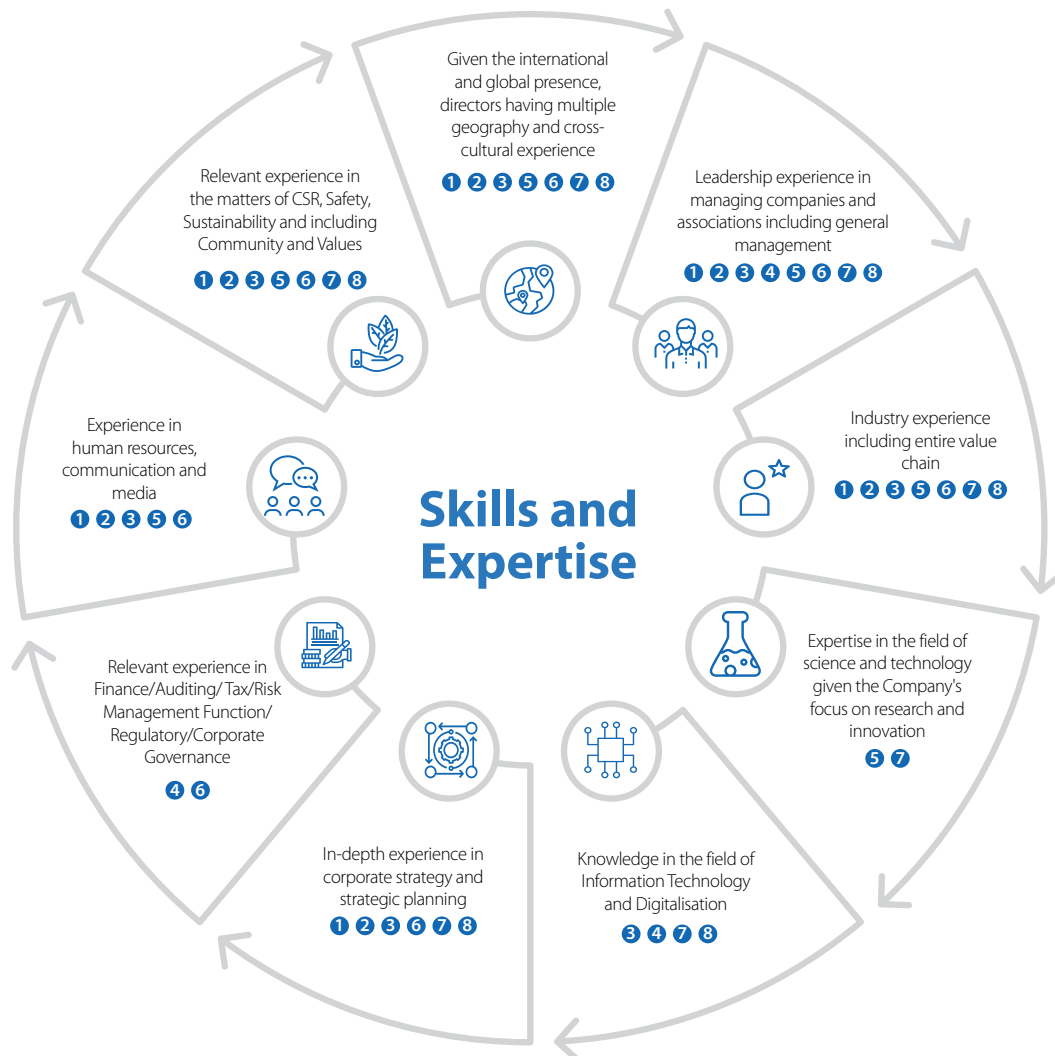 Given the international
and global presence,
directors having multiple
geography and cross-
cultural experience
1 2 3 5 6 7 8
Leadership experience in
managing companies and
associations including general
management
1 2 3 4 5 6 7 8
Industry experience
including entire value
chain
1 2 3 5 6 7 8
Expertise in the field of
science and technology
given the Company's
focus on research and
innovation
5 7
Knowledge in the field of
Information Technology
and Digitalisation
3 4 7 8
In-depth experience in
corporate strategy and
strategic planning
1 2 3 6 7 8
Relevant experience in
Finance/Auditing/ Tax/Risk
Management Function/
Regulatory/Corporate
Governance
4 6
Experience in
human resources,
communication and
media
1 2 3 5 6
Relevant experience in
the matters of CSR, Safety,
Sustainability and including
Community and Values
1 2 3 5 6 7 8
Skills and
Expertise